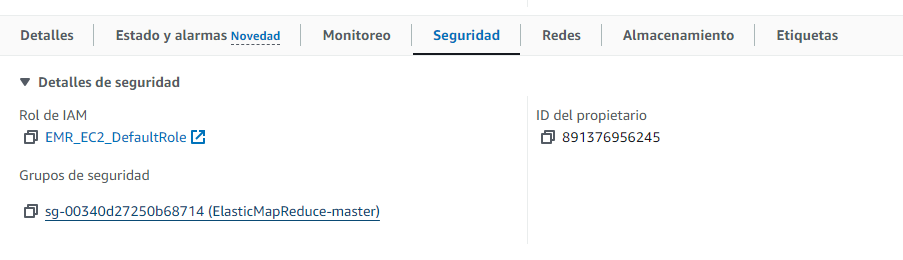 Detalles Estado y alarmas Novedad Monitoreo Seguridad Redes Almacenamiento Etiquetas
Detalles de seguridad
Rol de IAM
EMR_EC2_DefaultRole
ID del propietario
891376956245
Grupos de seguridad
sg-00340d27250b68714 (ElasticMapReduce-master)